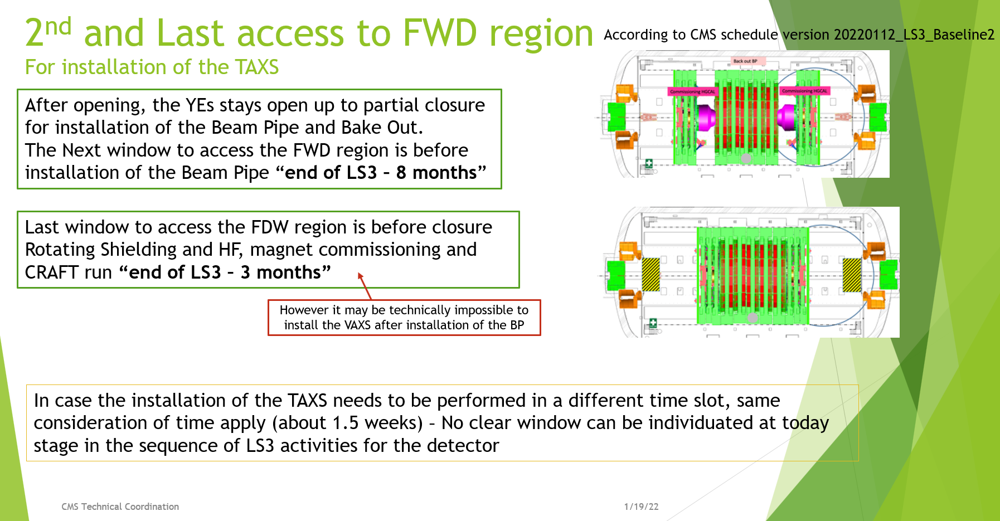 2nd and Last access to FWD region
For installation of the TAXS
According to CMS schedule version 20220112_LS3_Baseline2
After opening, the YEs stays open up to partial closure
for installation of the Beam Pipe and Bake Out.
The Next window to access the FWD region is before
installation of the Beam Pipe “end of LS3 – 8 months”
Back out BP
Commissioning HGCAL
Commissioning HGCAL
Last window to access the FDW region is before closure
Rotating Shielding and HF, magnet commissioning and
CRAFT run “end of LS3 – 3 months”
However it may be technically impossible to
install the VAXS after installation of the BP
In case the installation of the TAXS needs to be performed in a different time slot, same
consideration of time apply (about 1.5 weeks) – No clear window can be individuated at today
stage in the sequence of LS3 activities for the detector
CMS Technical Coordination
1/19/22